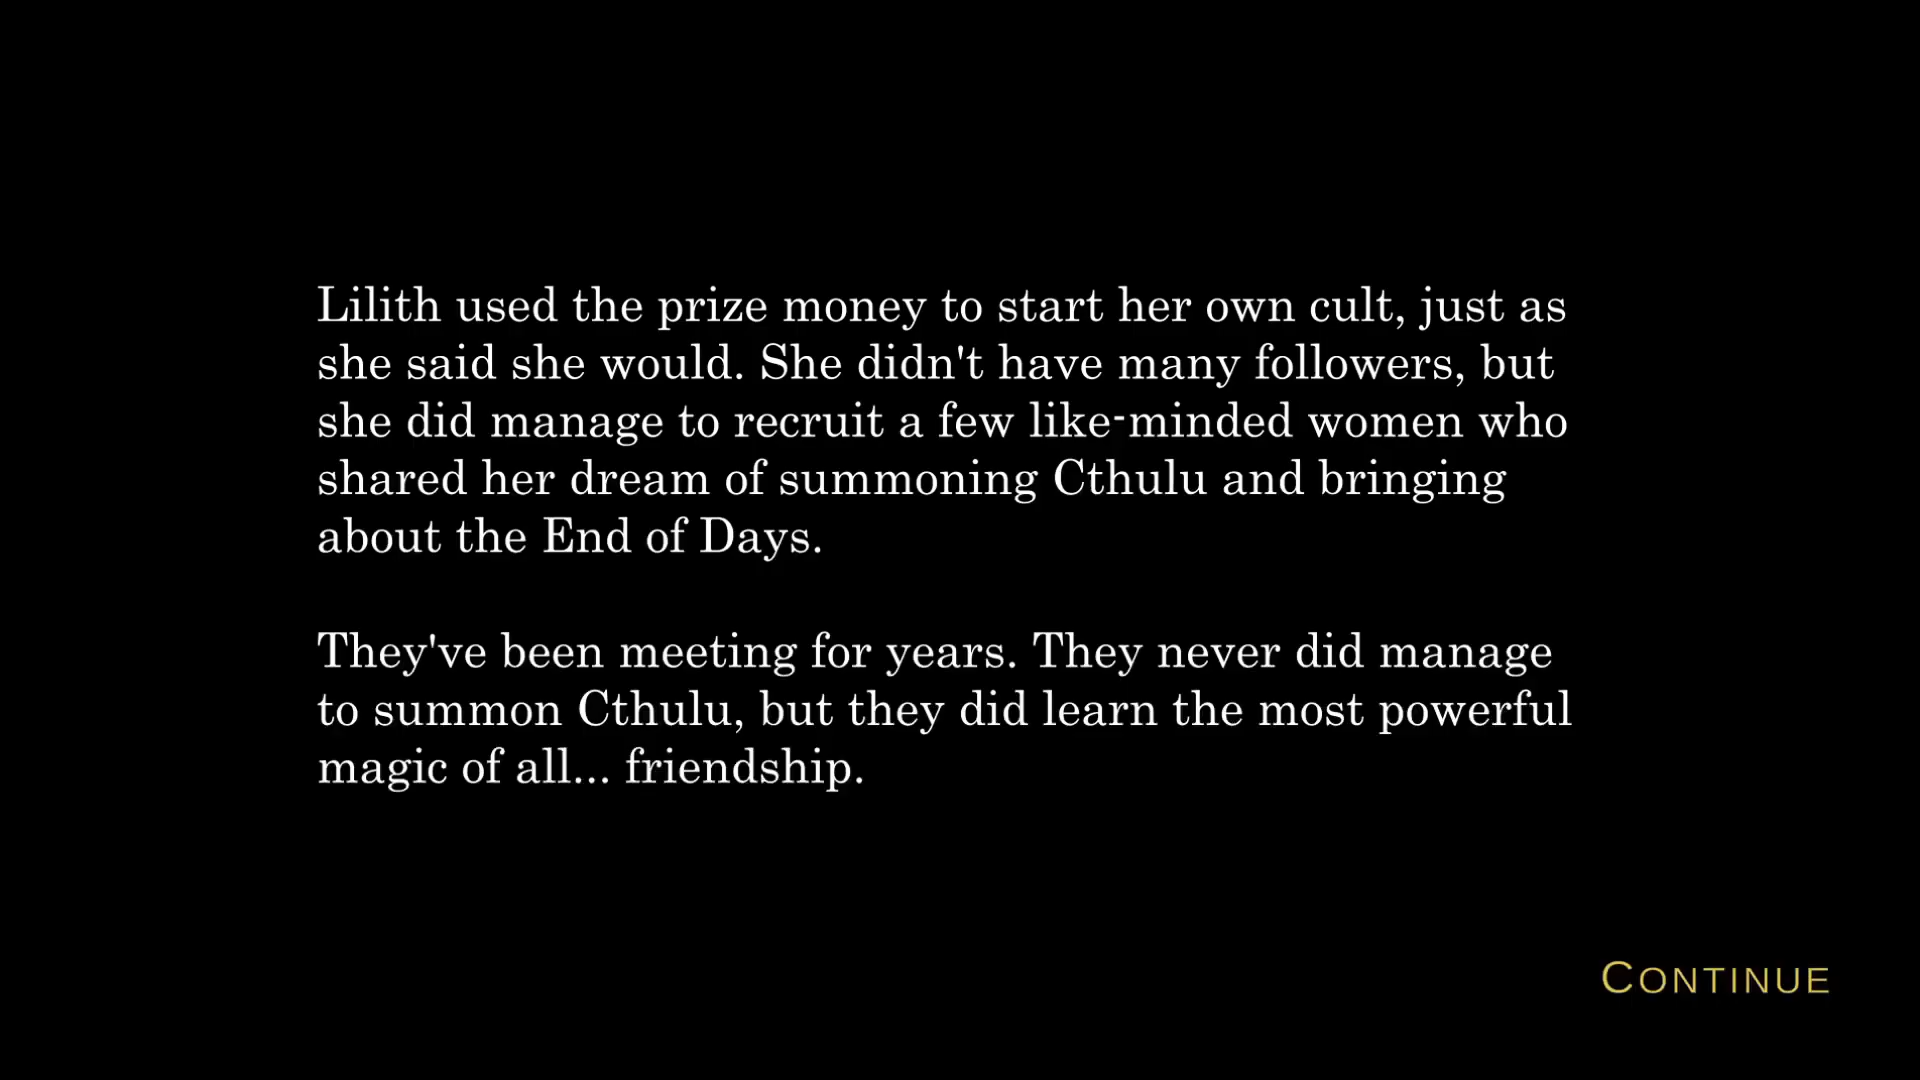 Lilith used the prize money to start her own cult, just as
she said she would. She didn't have many followers, but
she did manage to recruit a few like-minded women who
shared her dream of summoning Cthulu and bringing
about the End of Days.
They've been meeting for years. They never did manage
to summon Cthulu, but they did learn the most powerful
magic of all... friendship.
CONTINUE